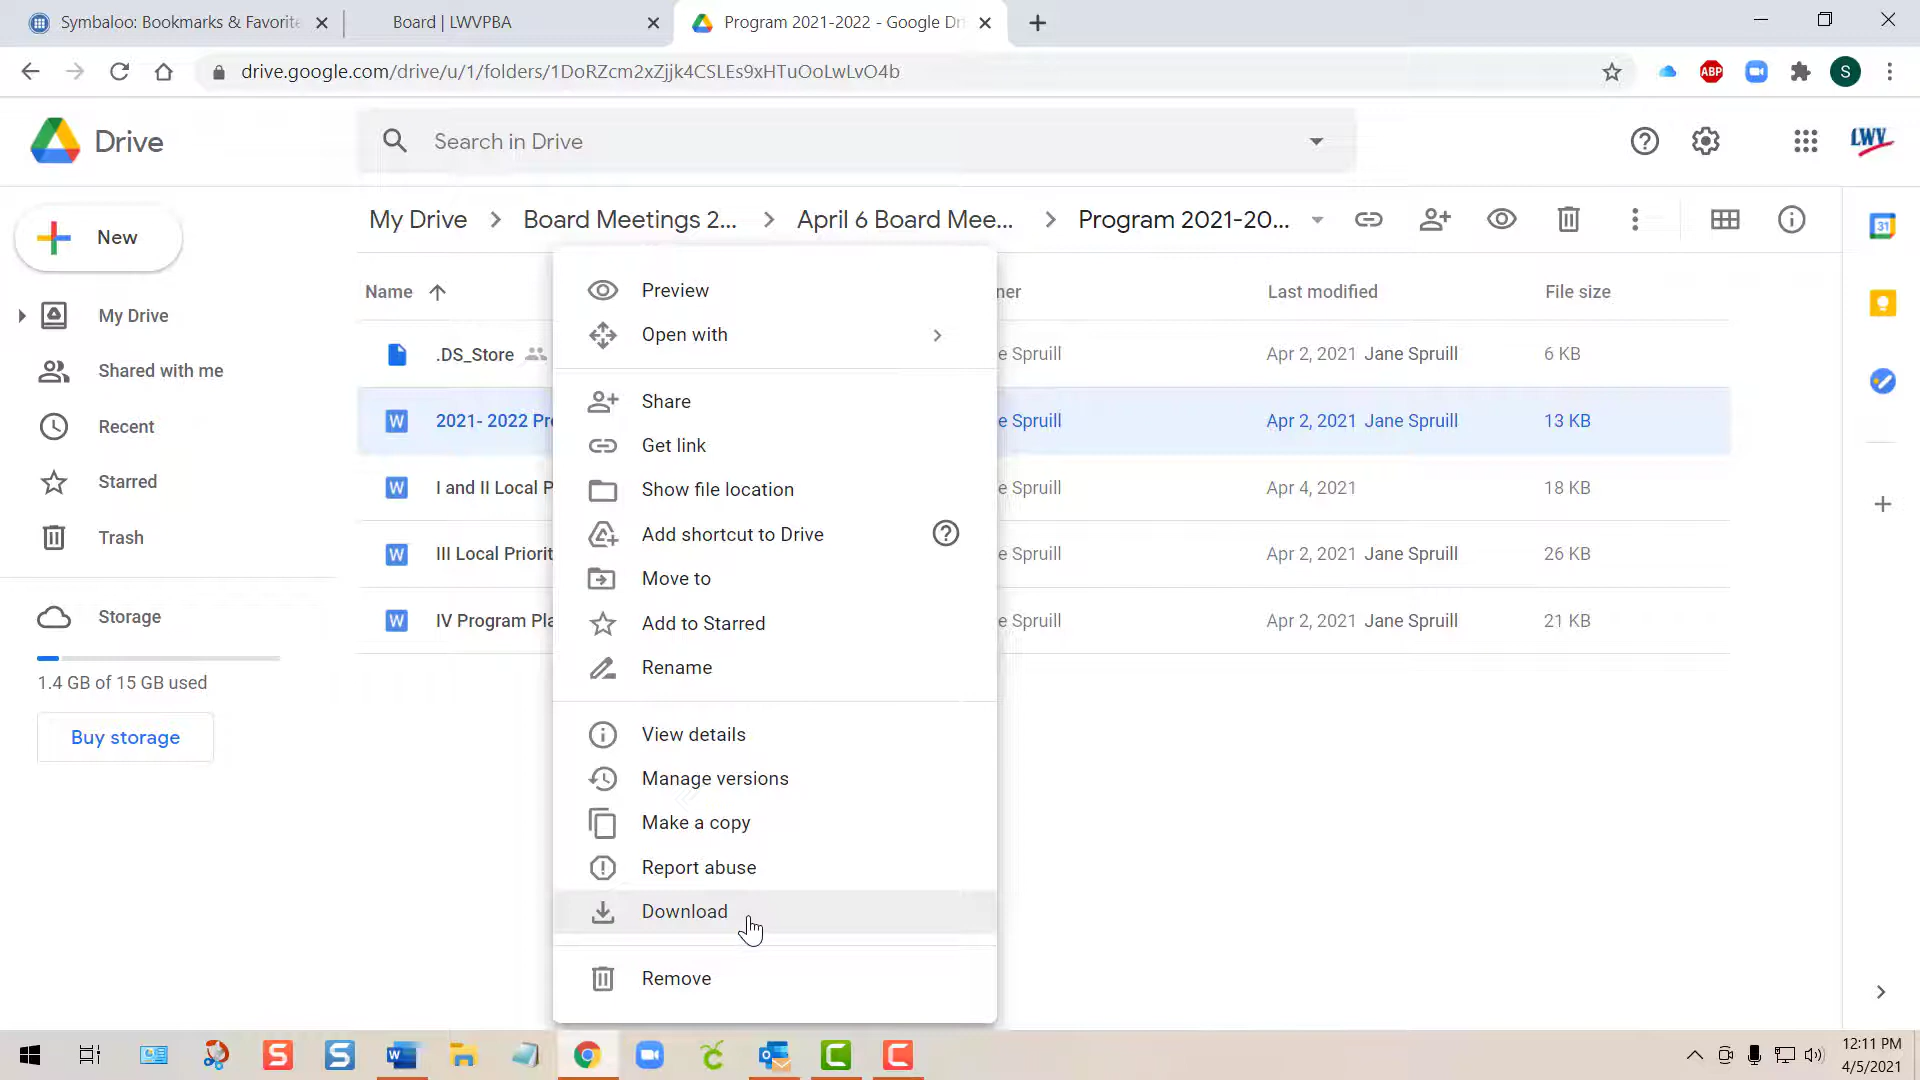 Symbaloo: Bookmarks & Favorite
Board | LWVPBA
Program 2021-2022 - Google Dr
drive.google.com/drive/u/1/folders/1DoRZcm2xZjjk4CSLEs9xHTuOoLwLvO4b
ABP
S
Drive
Search in Drive
LWV
New
My Drive
Board Meetings 2...
April 6 Board Mee...
Program 2021-20...
31
Name
ner
Last modified
File size
My Drive
Shared with me
Recent
Starred
Trash
Storage
1.4 GB of 15 GB used
Buy storage
.DS_Store
e Spruill
Apr 2, 2021 Jane Spruill
6 KB
W
2021- 2022 Pr
e Spruill
Apr 2, 2021 Jane Spruill
13 KB
W
I and II Local P
e Spruill
Apr 4, 2021
18 KB
W
III Local Priorit
e Spruill
Apr 2, 2021 Jane Spruill
26 KB
W
IV Program Pla
e Spruill
Apr 2, 2021 Jane Spruill
21 KB
Preview
Open with
Share
Get link
Show file location
Add shortcut to Drive
Move to
Add to Starred
Rename
View details
Manage versions
Make a copy
Report abuse
Download
Remove
S
S
W
C
C
12:11 PM
4/5/2021